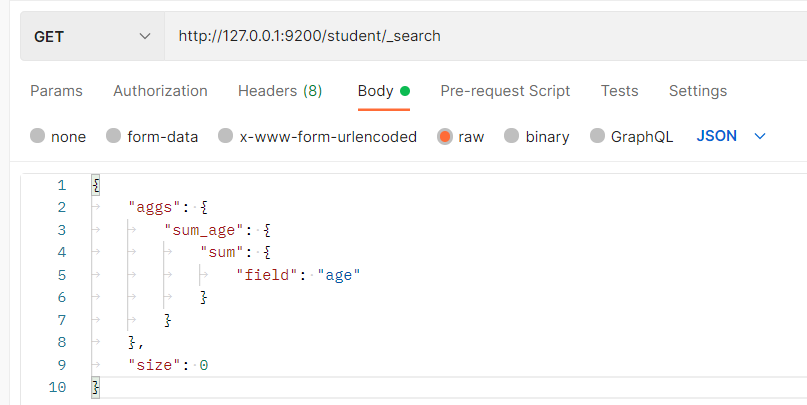 GET http://127.0.0.1:9200/student/_search
Params Authorization Headers (8) Body Pre-request Script Tests Settings
none form-data x-www-form-urlencoded raw binary GraphQL JSON
1 {
2 "aggs": {
3 "sum_age": {
4 "sum": {
5 "field": "age"
6 }
7 }
8 },
9 "size": 0
10 }